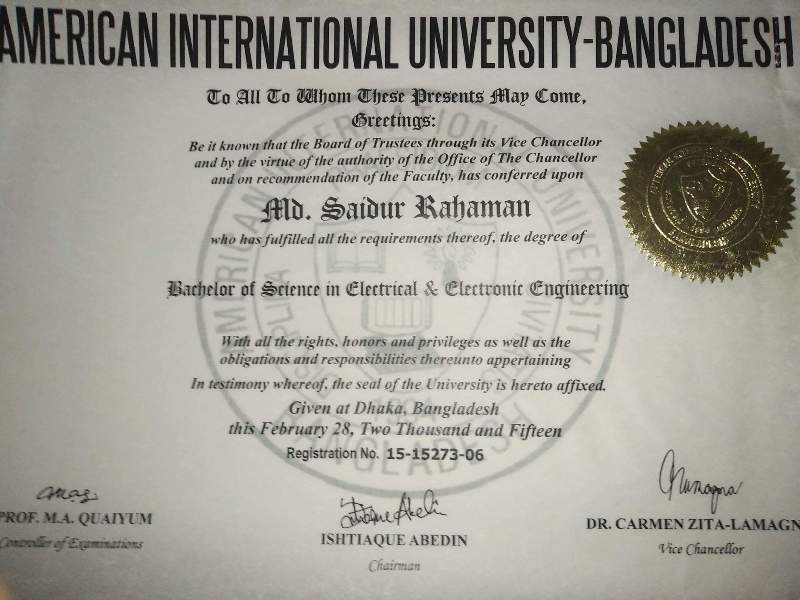 AMERICAN INTERNATIONAL UNIVERSITY-BANGLADESH
To All To Whom These Presents May Come,
Greetings:
Be it known that the Board of Trustees through its Vice Chancellor
and by the virtue of the authority of the Office of The Chancellor
and on recommendation of the Faculty, has conferred upon
Md. Saidur Rahaman
who has fulfilled all the requirements thereof, the degree of
Bachelor of Science in Electrical & Electronic Engineering
With all the rights, honors and privileges as well as the
obligations and responsibilities thereunto appertaining
In testimony whereof, the seal of the University is hereto affixed.
Given at Dhaka, Bangladesh
this February 28, Two Thousand and Fifteen
Registration No. 15-15273-06
PROF. M.A. QUAIYUM
Controller of Examinations
ISHTIAQUE ABEDIN
Chairman
DR. CARMEN ZITA-LAMAGN
Vice Chancellor